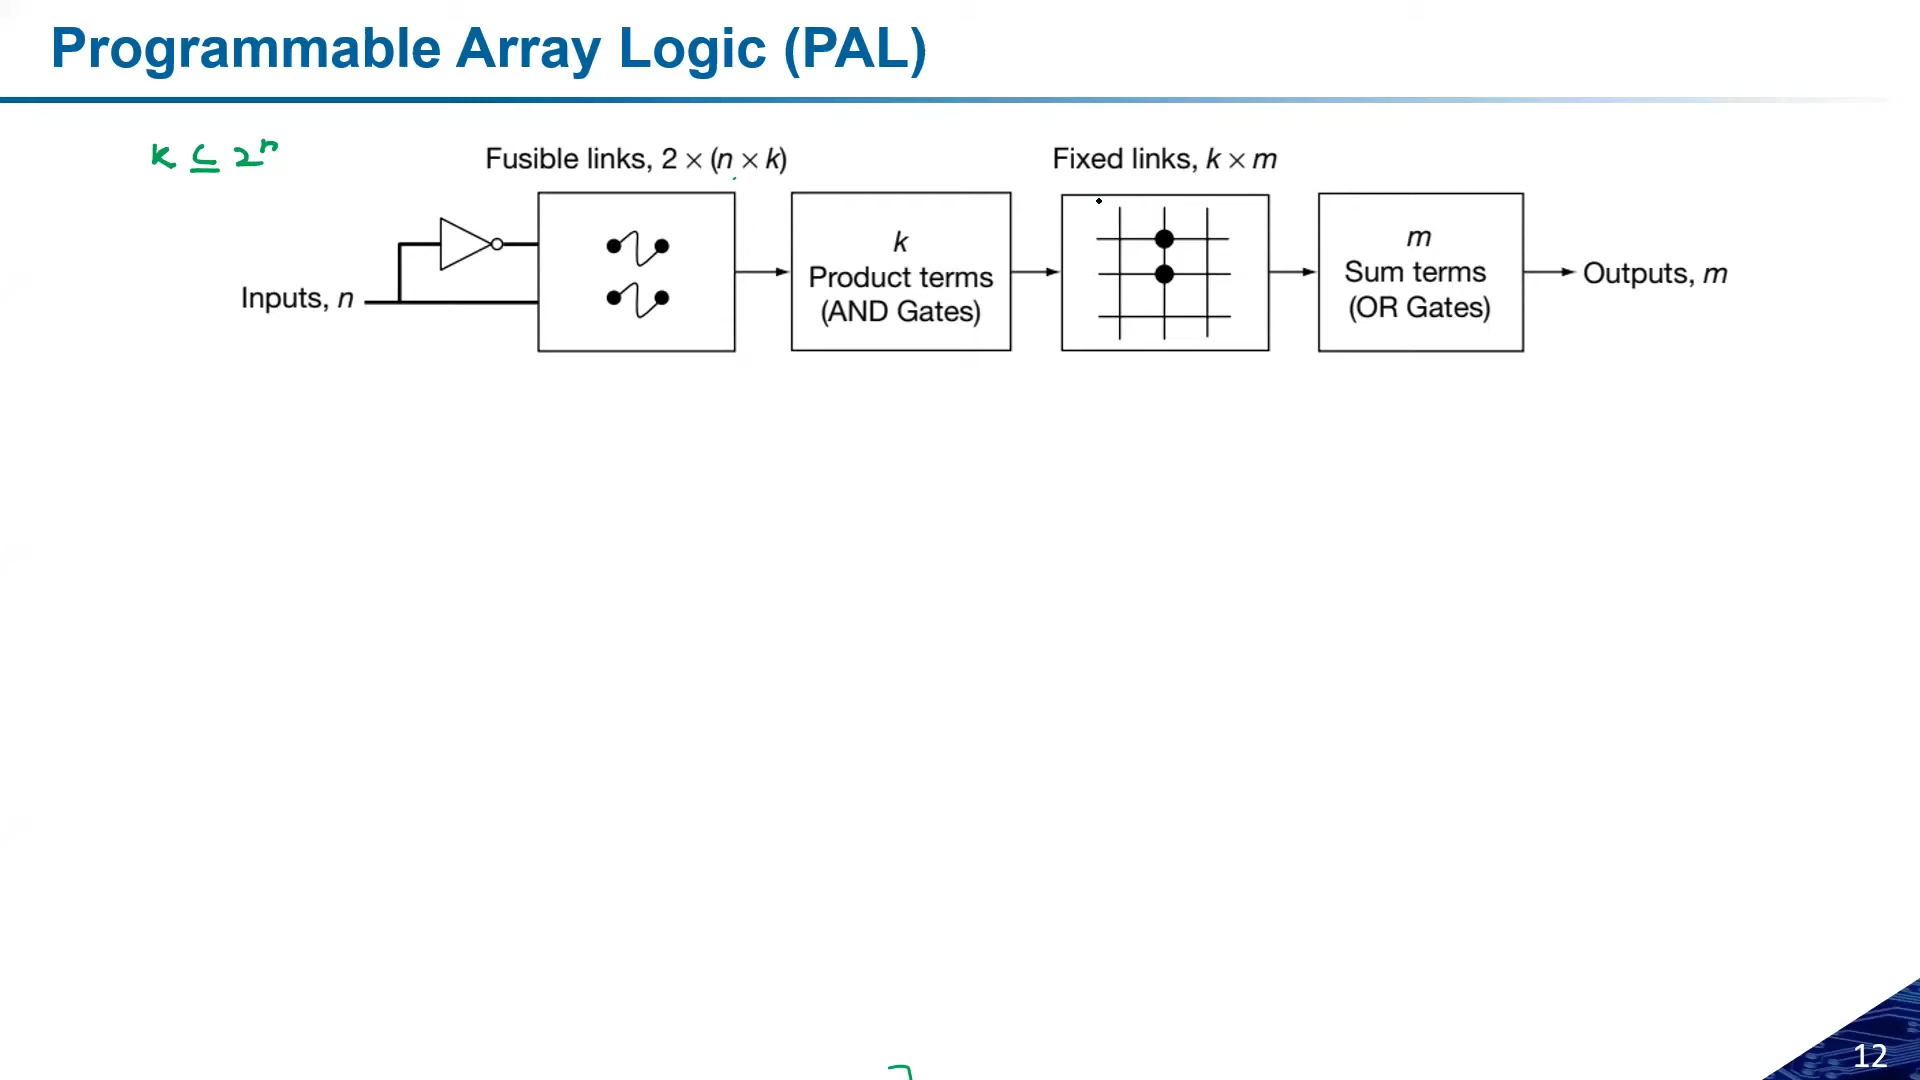 Programmable Array Logic (PAL)
k ⊆ 2ⁿ
Fusible links, 2 × (n × k)
Fixed links, k × m
Inputs, n
k
Product terms
(AND Gates)
m
Sum terms
(OR Gates)
Outputs, m
12